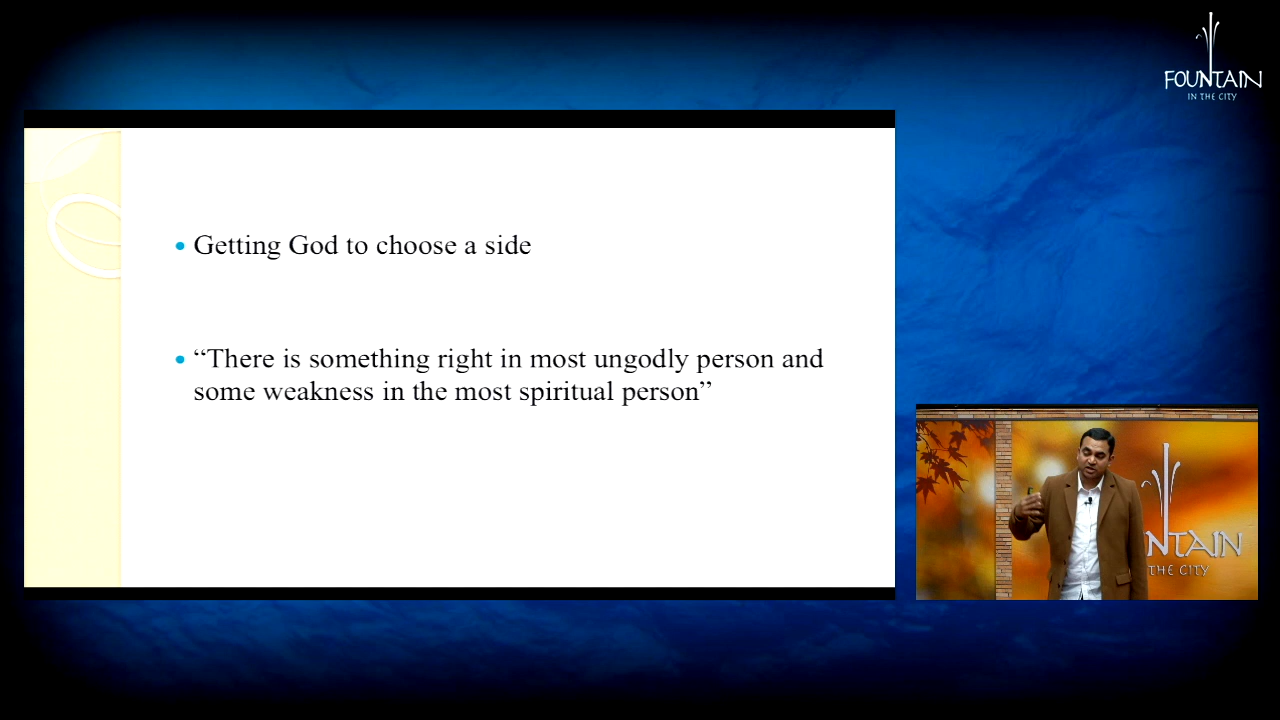 FOUNTAIN
IN THE CITY
• Getting God to choose a side
• “There is something right in most ungodly person and
some weakness in the most spiritual person”
NTAIN
THE CITY